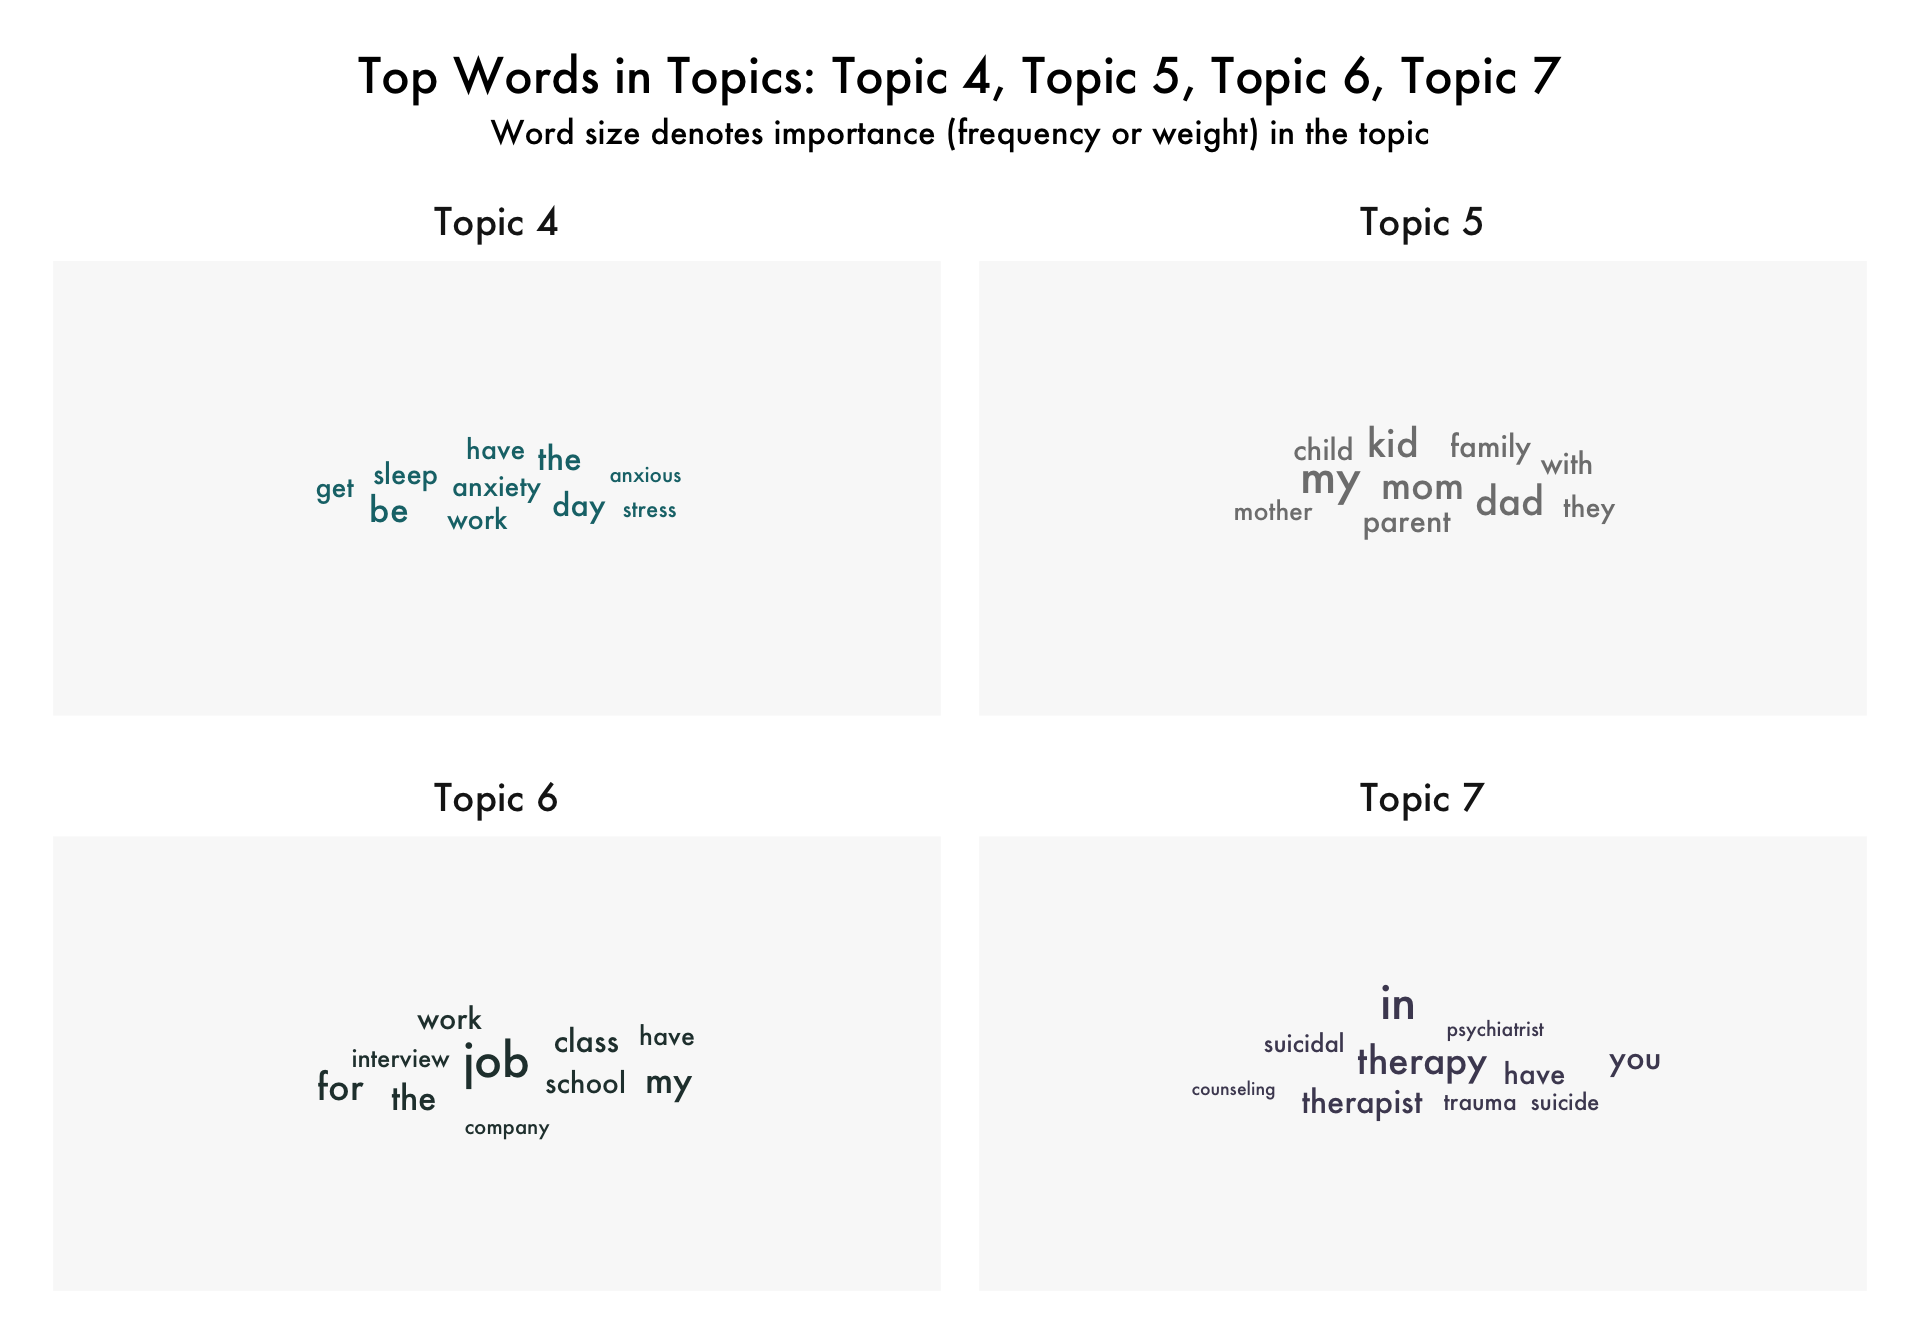 Top Words in Topics: Topic 4, Topic 5, Topic 6, Topic 7
Word size denotes importance (frequency or weight) in the topic
Topic 4
have the
get sleep anxiety anxious
be work day stress
Topic 5
child kid family with
my mom dad they
mother parent
Topic 6
work
interview job class have
for the school my
company
Topic 7
in
suicidal psychiatrist
therapy have you
counseling therapist trauma suicide